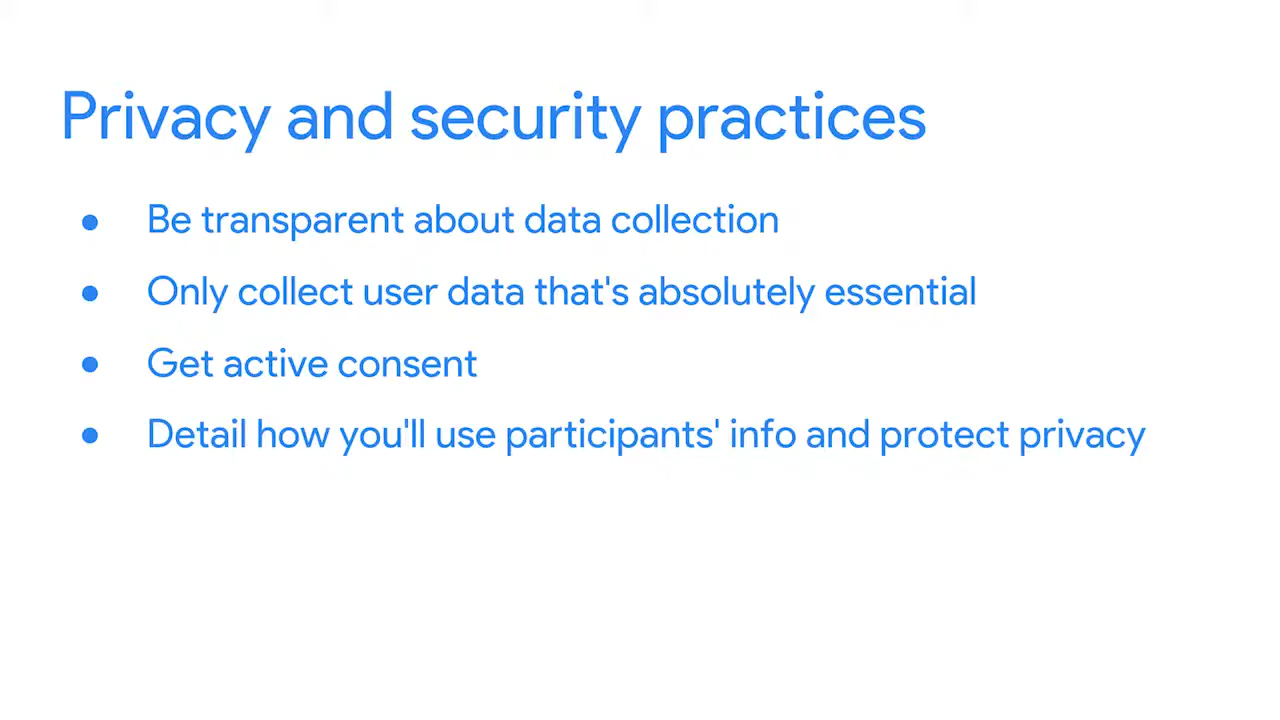 Privacy and security practices
● Be transparent about data collection
● Only collect user data that's absolutely essential
● Get active consent
● Detail how you'll use participants' info and protect privacy